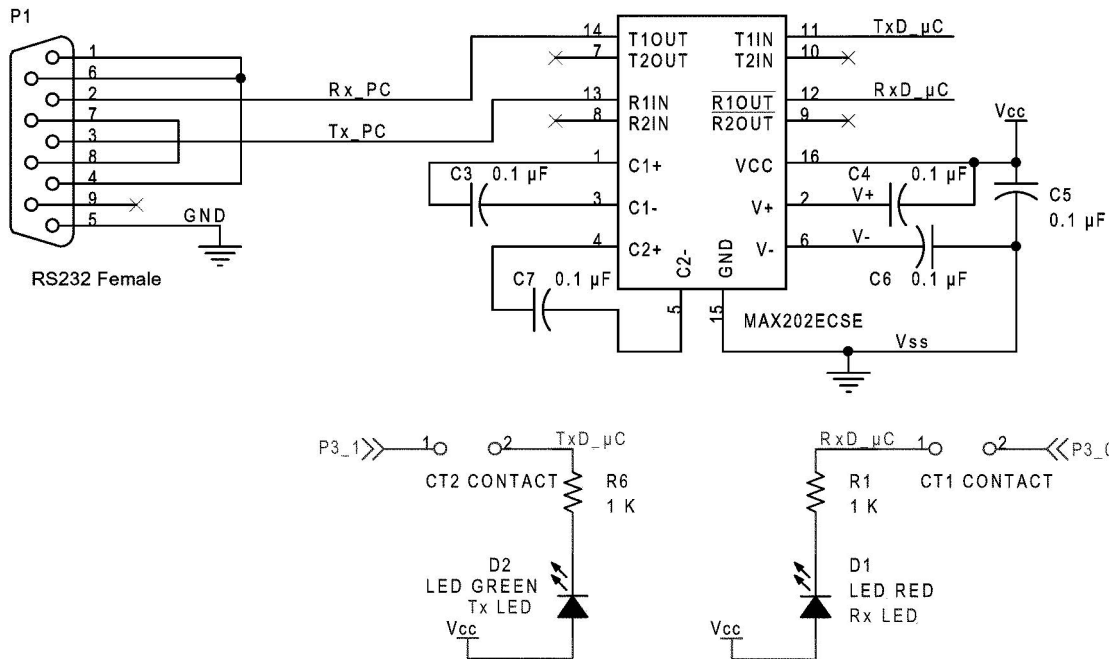 P1
1
6
2
7
3
8
4
9
5
Rx_PC
Tx_PC
GND
RS232 Female
14 T1OUT T1IN 11 TxD_µC
7 T2OUT T2IN 10
13 R1IN R1OUT 12 RxD_µC
8 R2IN R2OUT 9
Vcc
1 C1+ VCC 16
C3 0.1 µF
C4 0.1 µF
3 C1- V+ 2 V+
C5
0.1 µF
4 C2+ V- 6 V-
C7 0.1 µF
C2- GND
C6 0.1 µF
5 15
MAX202ECSE
Vss
P3_1 1 2 TxD_µC
CT2 CONTACT
R6
1 K
D2
LED GREEN
Tx LED
Vcc
RxD_µC 1 2 P3_0
CT1 CONTACT
R1
1 K
D1
LED RED
Rx LED
Vcc